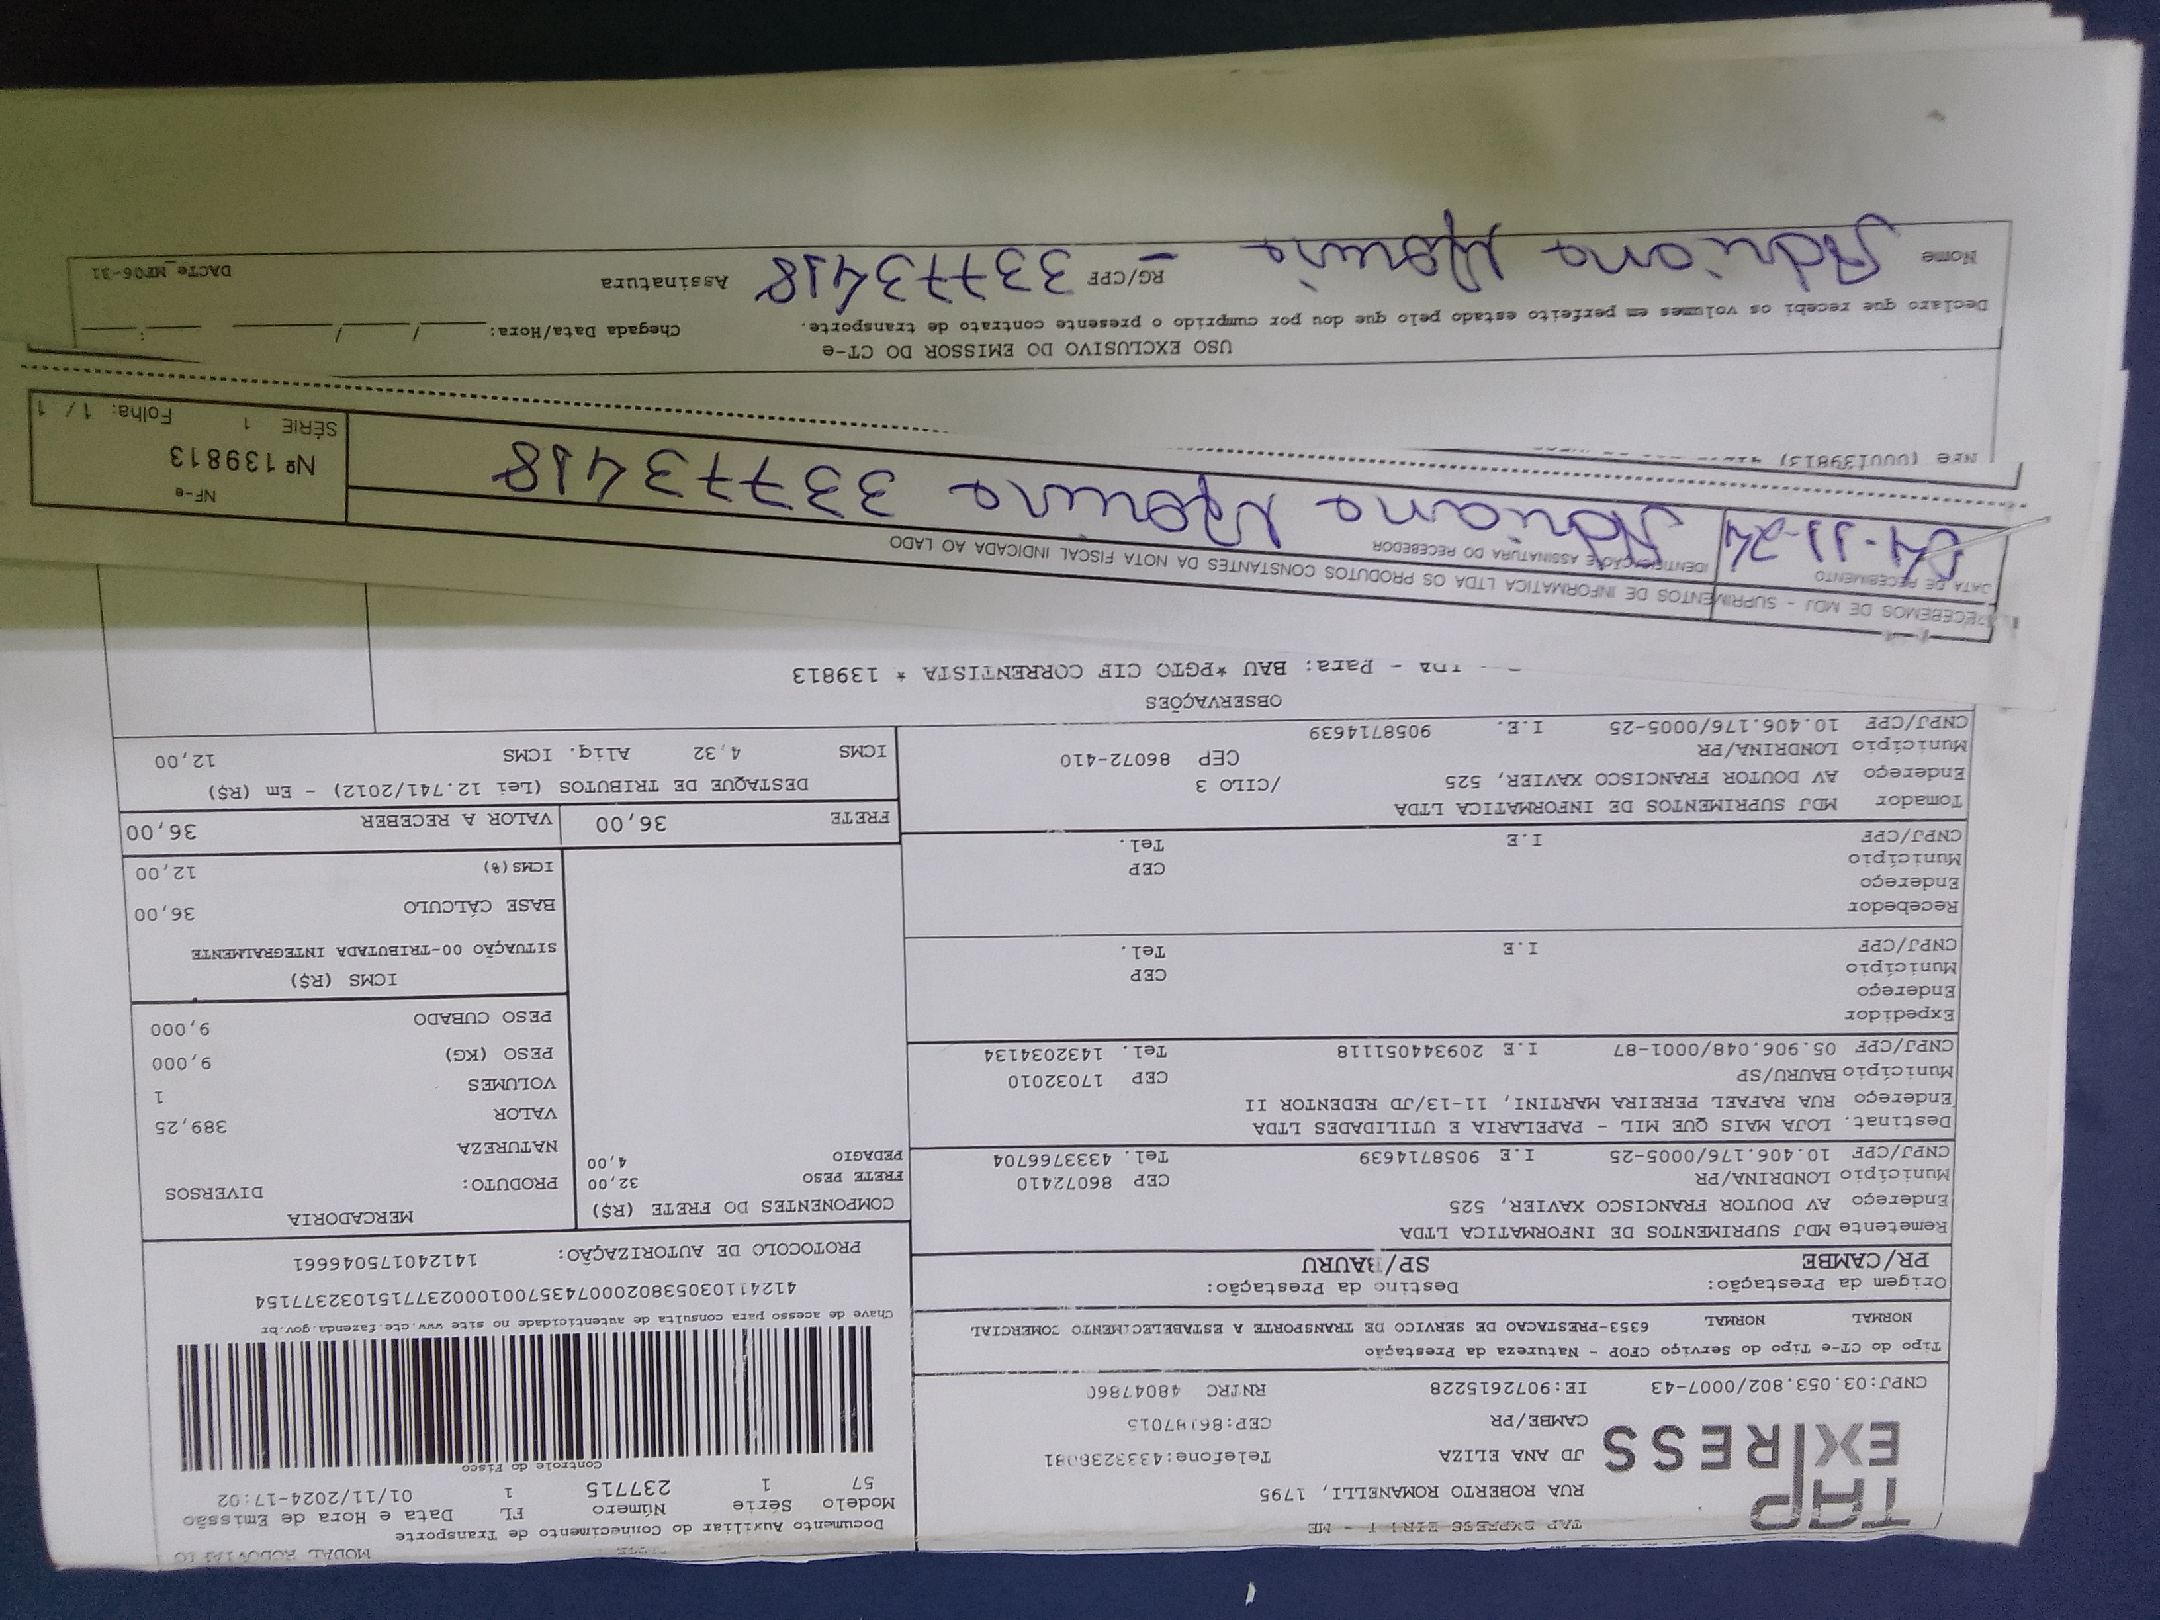 TAP EXPRESS
TAP EXPRESS EIRELI - ME
RUA ROBERTO ROMANELLI, 1795
JD ANA ELIZA
CAMBE/PR
CNPJ:03.053.802/0007-43 IE:9072615228 RNTRC 48047860
MODAL RODOVIARIO
Documento Auxiliar do Conhecimento de Transporte
Modelo Série Número FL Data e Hora de Emissão
57 1 237715 1 01/11/2024-17:02
Controle do Fisco
Chave de acesso para consulta de autenticidade no site www.cte.fazenda.gov.br
PROTOCOLO DE AUTORIZAÇÃO: 141240175046661
Tipo do CT-e Tipo do Serviço CFOP - Natureza da Prestação
NORMAL NORMAL 6353-PRESTACAO DE SERVICO DE TRANSPORTE A ESTABELECIMENTO COMERCIAL
Origem da Prestação: Destino da Prestação:
PR/CAMBE SP/BAURU
Remetente MDJ SUPRIMENTOS DE INFORMATICA LTDA
Endereço AV DOUTOR FRANCISCO XAVIER, 525
Município LONDRINA/PR CEP 86072410
CNPJ/CPF 10.406.176/0005-25 I.E 9058714639 Tel. 4333766704
Destinat. LOJA MAIS QUE MIL - PAPELARIA E UTILIDADES LTDA
Endereço RUA RAFAEL PEREIRA MARTINI, 11-13/JD REDENTOR II
Município BAURU/SP CEP 17032010
CNPJ/CPF 05.906.048/0001-87 I.E 209344051118 Tel. 1432034134
Expedidor
Endereço
Município CEP
CNPJ/CPF I.E Tel.
Recebedor
Endereço
Município CEP
CNPJ/CPF I.E Tel.
Tomador MDJ SUPRIMENTOS DE INFORMATICA LTDA
Endereço AV DOUTOR FRANCISCO XAVIER, 525 /CILO 3
Município LONDRINA/PR CEP 86072-410
CNPJ/CPF 10.406.176/0005-25 I.E. 9058714639
COMPONENTES DO FRETE (R$)
FRETE PESO 32,00
PEDAGIO 4,00
MERCADORIA
PRODUTO: DIVERSOS
NATUREZA
VALOR 389,25
VOLUMES 1
PESO (KG) 9,000
PESO CUBADO 9,000
ICMS (R$)
SITUAÇÃO 00-TRIBUTADA INTEGRALMENTE
BASE CÁLCULO 36,00
ICMS(%) 12,00
FRETE 36,00 VALOR A RECEBER 36,00
DESTAQUE DE TRIBUTOS (Lei 12.741/2012) - Em (R$)
ICMS 4,32 Aliq. ICMS 12,00
OBSERVAÇÕES
- Para: BAU *PGTO CIF CORRENTISTA * 139813
RECEBEMOS DE MDJ - SUPRIMENTOS DE INFORMATICA LTDA OS PRODUTOS CONSTANTES DA NOTA FISCAL INDICADA AO LADO
DATA DE RECEBIMENTO IDENTIFICAÇÃO E ASSINATURA DO RECEBEDOR
04-11-24 Adriana 33773418
NF-e
Nº 139813
SÉRIE 1 Folha: 1 / 1
NFe (000139813)
USO EXCLUSIVO DO EMISSOR DO CT-e
Declaro que recebi os volumes em perfeito estado pelo que dou por cumprido o presente contrato de transporte. Chegada Data/Hora: ____/____/____ ____:____
Nome Adriana RG/CPF 33773418 Assinatura
DACTe_MF06-31